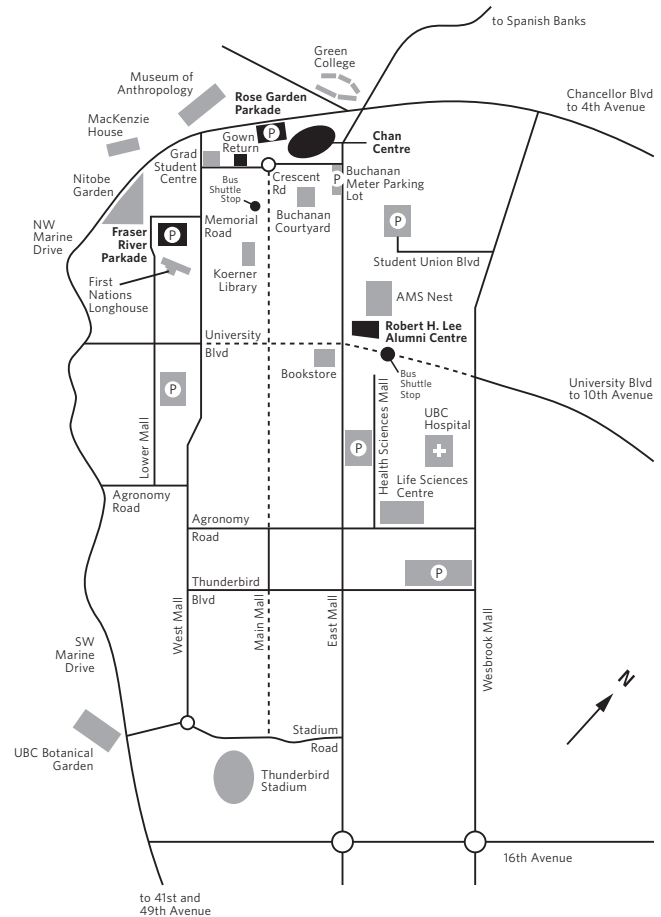 to Spanish Banks
Green
College
Museum of
Anthropology
Rose Garden
Parkade
Chancellor Blvd
to 4th Avenue
MacKenzie
House
P
Gown
Return
Chan
Centre
Grad
Student
Centre
Crescent
Rd
P
Buchanan
Meter Parking
Lot
Nitobe
Garden
Bus
Shuttle
Stop
Buchanan
Courtyard
P
NW
Marine
Drive
Fraser
River
Parkade
P
Memorial
Road
Student Union Blvd
First
Nations
Longhouse
Koerner
Library
AMS Nest
Robert H. Lee
Alumni Centre
University
Blvd
Bookstore
Bus
Shuttle
Stop
University Blvd
to 10th Avenue
P
Lower Mall
Health Sciences Mall
UBC
Hospital
P
Life Sciences
Centre
Agronomy
Road
Agronomy
Road
P
Thunderbird
Blvd
West Mall
Main Mall
East Mall
Wesbrook Mall
SW
Marine
Drive
N
UBC Botanical
Garden
Stadium
Road
Thunderbird
Stadium
16th Avenue
to 41st and
49th Avenue